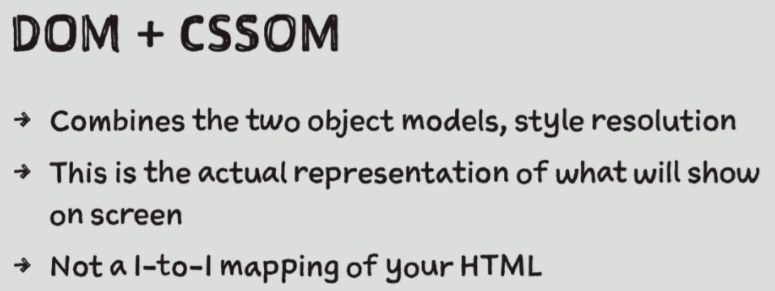 DOM + CSSOM
→ Combines the two object models, style resolution
→ This is the actual representation of what will show
on screen
→ Not a 1-to-1 mapping of your HTML